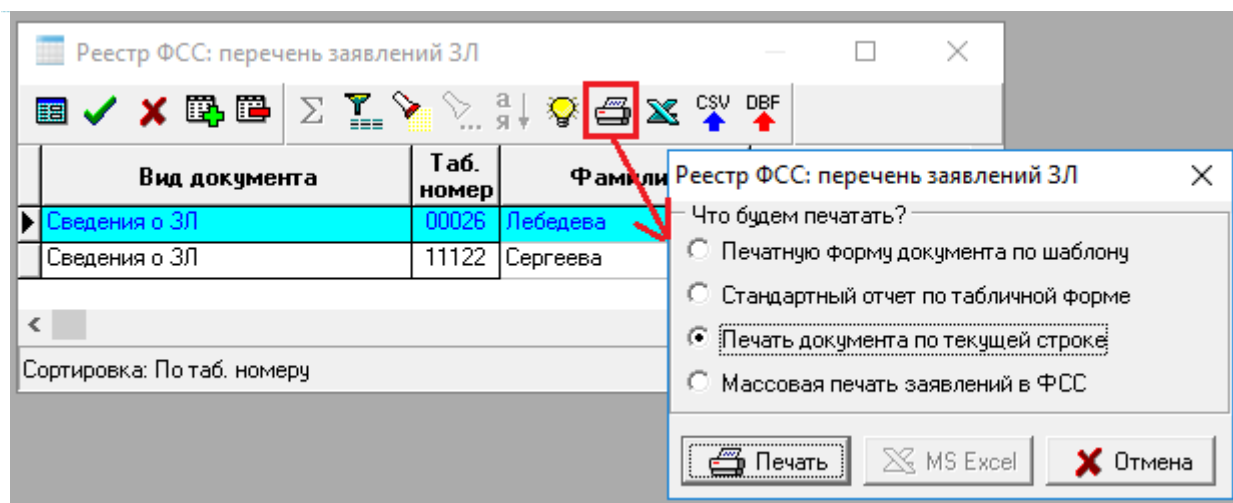 Реестр ФСС: перечень заявлений ЗЛ
CSV DBF
а
я
Вид документа
Таб.
номер
Фамили
Сведения о ЗЛ 00026 Лебедева
Сведения о ЗЛ 11122 Сергеева
Сортировка: По таб. номеру
Реестр ФСС: перечень заявлений ЗЛ
Что будем печатать?
Печатную форму документа по шаблону
Стандартный отчет по табличной форме
Печать документа по текущей строке
Массовая печать заявлений в ФСС
Печать MS Excel Отмена